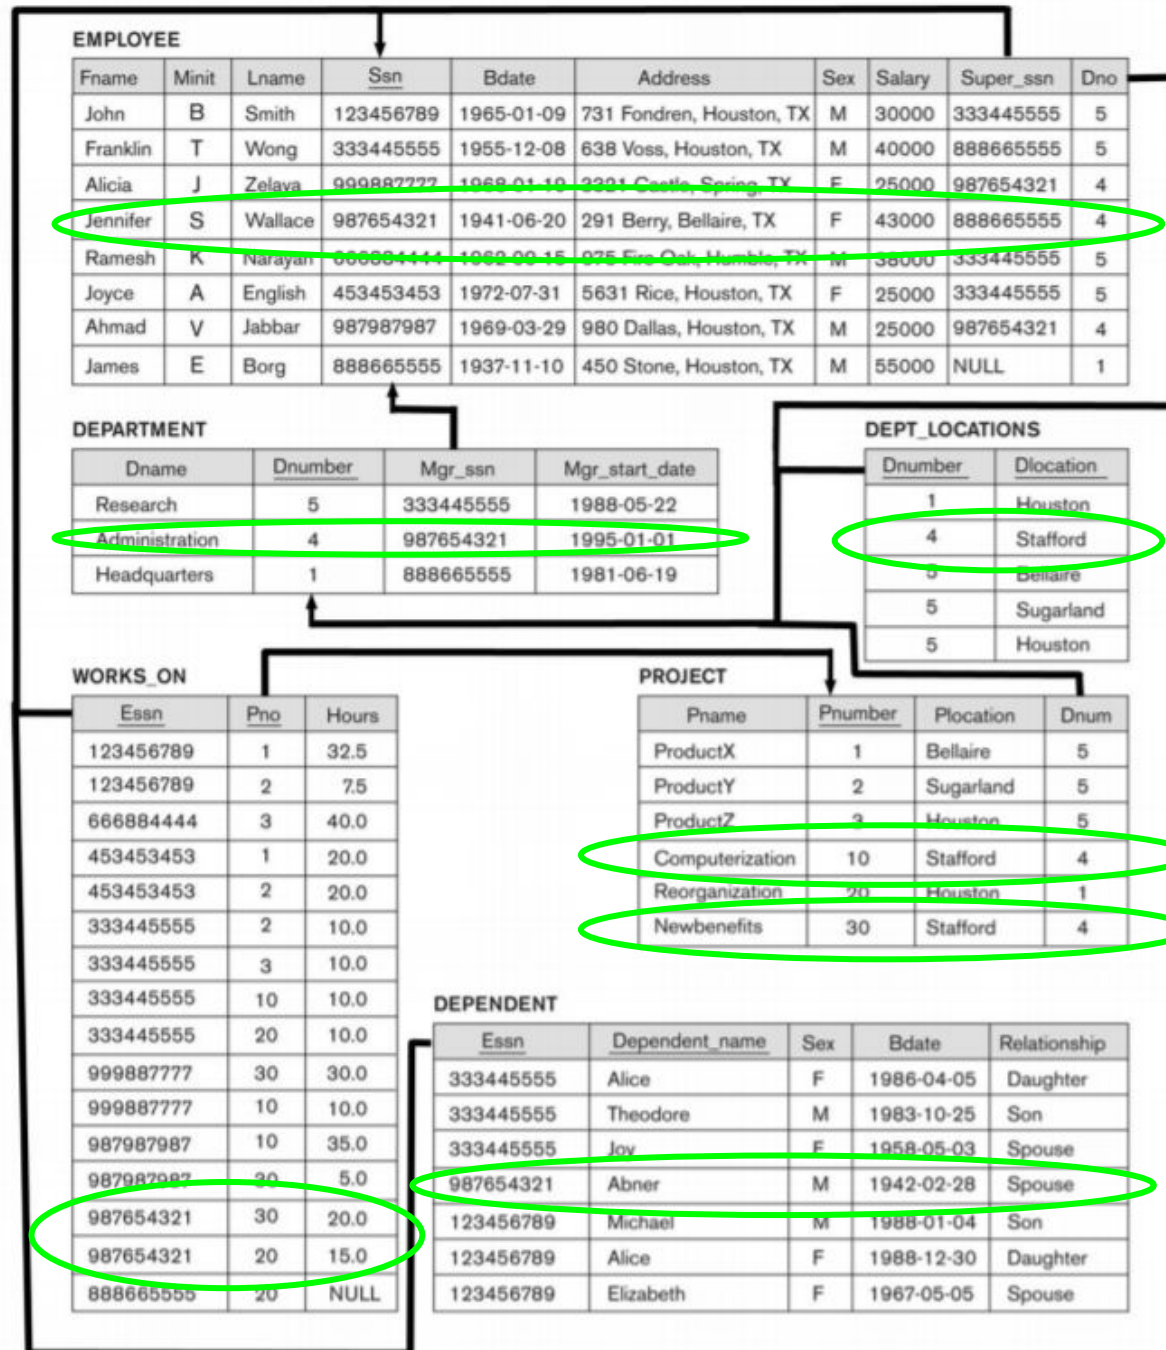 EMPLOYEE
Fname Minit Lname Ssn Bdate Address Sex Salary Super_ssn Dno
John B Smith 123456789 1965-01-09 731 Fondren, Houston, TX M 30000 333445555 5
Franklin T Wong 333445555 1955-12-08 638 Voss, Houston, TX M 40000 888665555 5
Alicia J Zelaya 999887777 1968-01-19 3321 Castle, Spring, TX F 25000 987654321 4
Jennifer S Wallace 987654321 1941-06-20 291 Berry, Bellaire, TX F 43000 888665555 4
Ramesh K Narayan 666884444 1962-09-15 975 Fire Oak, Humble, TX M 38000 333445555 5
Joyce A English 453453453 1972-07-31 5631 Rice, Houston, TX F 25000 333445555 5
Ahmad V Jabbar 987987987 1969-03-29 980 Dallas, Houston, TX M 25000 987654321 4
James E Borg 888665555 1937-11-10 450 Stone, Houston, TX M 55000 NULL 1
DEPARTMENT
Dname Dnumber Mgr_ssn Mgr_start_date
Research 5 333445555 1988-05-22
Administration 4 987654321 1995-01-01
Headquarters 1 888665555 1981-06-19
DEPT_LOCATIONS
Dnumber Dlocation
1 Houston
4 Stafford
5 Bellaire
5 Sugarland
5 Houston
WORKS_ON
Essn Pno Hours
123456789 1 32.5
123456789 2 7.5
666884444 3 40.0
453453453 1 20.0
453453453 2 20.0
333445555 2 10.0
333445555 3 10.0
333445555 10 10.0
333445555 20 10.0
999887777 30 30.0
999887777 10 10.0
987987987 10 35.0
987987987 30 5.0
987654321 30 20.0
987654321 20 15.0
888665555 20 NULL
PROJECT
Pname Pnumber Plocation Dnum
ProductX 1 Bellaire 5
ProductY 2 Sugarland 5
ProductZ 3 Houston 5
Computerization 10 Stafford 4
Reorganization 20 Houston 1
Newbenefits 30 Stafford 4
DEPENDENT
Essn Dependent_name Sex Bdate Relationship
333445555 Alice F 1986-04-05 Daughter
333445555 Theodore M 1983-10-25 Son
333445555 Joy F 1958-05-03 Spouse
987654321 Abner M 1942-02-28 Spouse
123456789 Michael M 1988-01-04 Son
123456789 Alice F 1988-12-30 Daughter
123456789 Elizabeth F 1967-05-05 Spouse